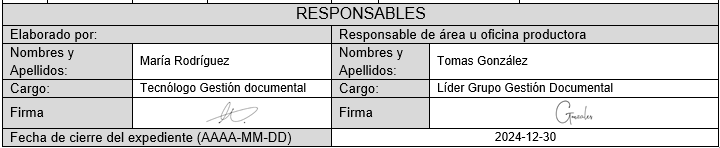 RESPONSABLES
Elaborado por: Responsable de área u oficina productora
Nombres y Apellidos: María Rodríguez Nombres y Apellidos: Tomas González
Cargo: Tecnólogo Gestión documental Cargo: Líder Grupo Gestión Documental
Firma Firma Gonzales
Fecha de cierre del expediente (AAAA-MM-DD) 2024-12-30